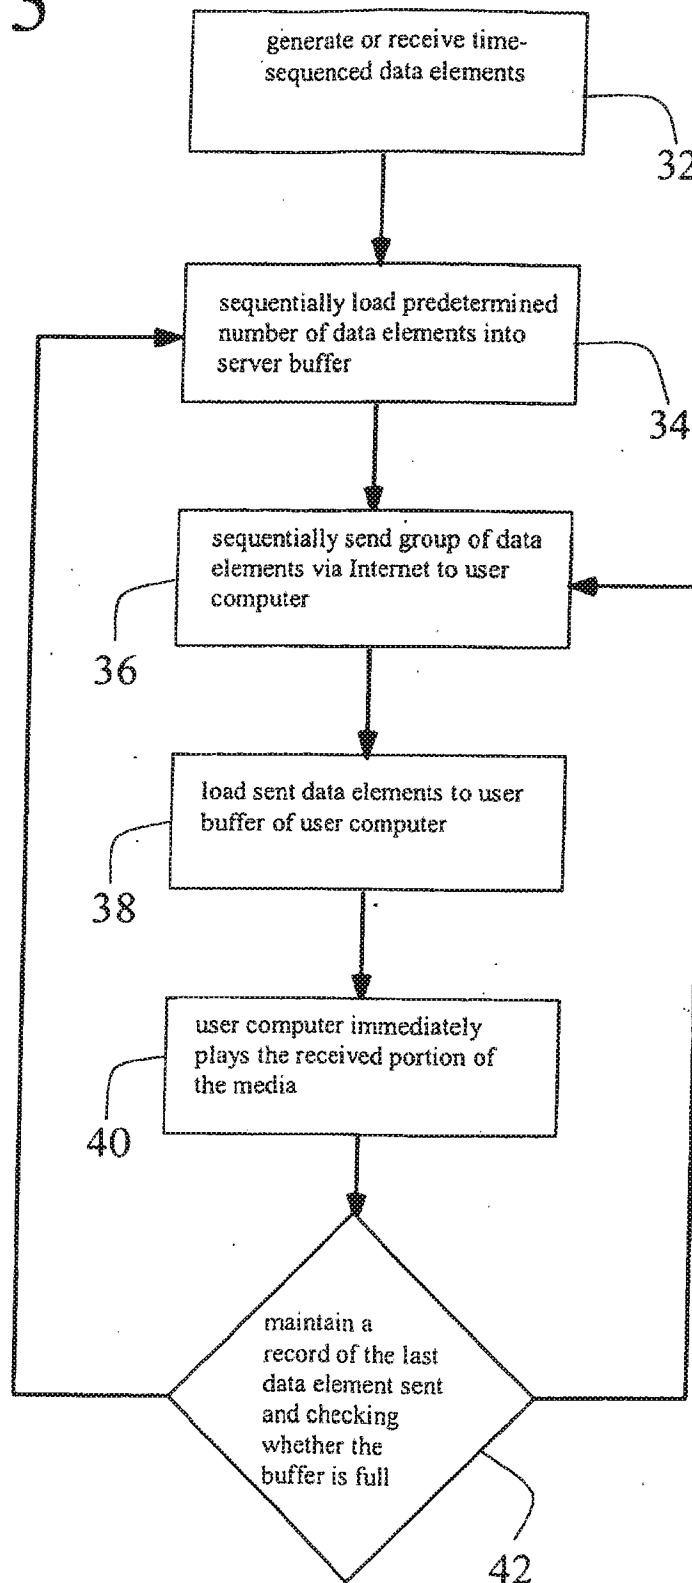 3
generate or receive time-
sequenced data elements
32
sequentially load predetermined
number of data elements into
server buffer
34
sequentially send group of data
elements via Internet to user
computer
36
load sent data elements to user
buffer of user computer
38
user computer immediately
plays the received portion of
the media
40
maintain a
record of the last
data element sent
and checking
whether the
buffer is full
42